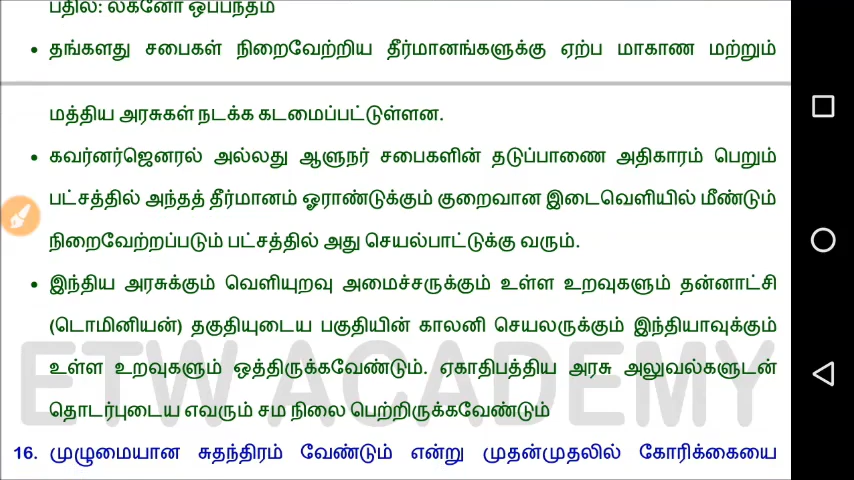 பதில்: லக்னோ ஒப்பந்தம்
• தங்களது சபைகள் நிறைவேற்றிய தீர்மானங்களுக்கு ஏற்ப மாகாண மற்றும்
மத்திய அரசுகள் நடக்க கடமைப்பட்டுள்ளன.
• கவர்னர்ஜெனரல் அல்லது ஆளுநர் சபைகளின் தடுப்பாணை அதிகாரம் பெறும்
பட்சத்தில் அந்தத் தீர்மானம் ஓராண்டுக்கும் குறைவான இடைவெளியில் மீண்டும்
நிறைவேற்றப்படும் பட்சத்தில் அது செயல்பாட்டுக்கு வரும்.
• இந்திய அரசுக்கும் வெளியுறவு அமைச்சருக்கும் உள்ள உறவுகளும் தன்னாட்சி
(டொமினியன்) தகுதியுடைய பகுதியின் காலனி செயலருக்கும் இந்தியாவுக்கும்
உள்ள உறவுகளும் ஒத்திருக்கவேண்டும். ஏகாதிபத்திய அரசு அலுவல்களுடன்
தொடர்புடைய எவரும் சம நிலை பெற்றிருக்கவேண்டும்
ETW ACADEMY
16. முழுமையான சுதந்திரம் வேண்டும் என்று முதன்முதலில் கோரிக்கையை